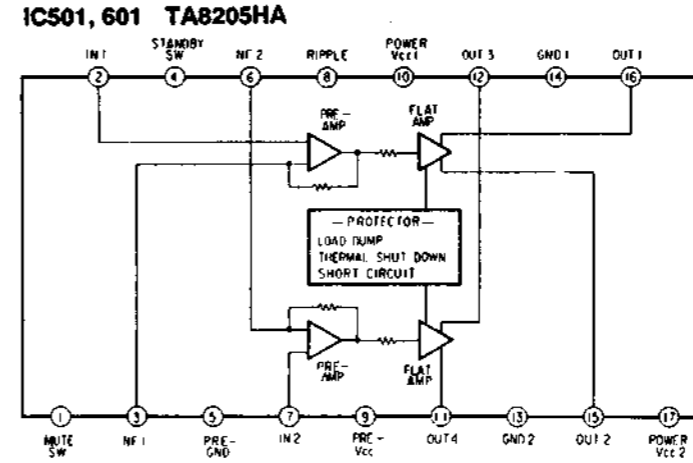 IC501, 601 TA8205HA
IN 1
STANDBY
SW
NF 2
RIPPLE
POWER
Vcc 1
OUT 3
GND 1
OUT 1
2
4
6
8
10
12
14
16
PRE-
AMP
FLAT
AMP
— PROTECTOR —
LOAD DUMP
THERMAL SHUT DOWN
SHORT CIRCUIT
PRE-
AMP
FLAT
AMP
1
3
5
7
9
11
13
15
17
MUTE
SW
NF 1
PRE-
GND
IN 2
PRE-
Vcc
OUT 4
GND 2
OUT 2
POWER
Vcc 2